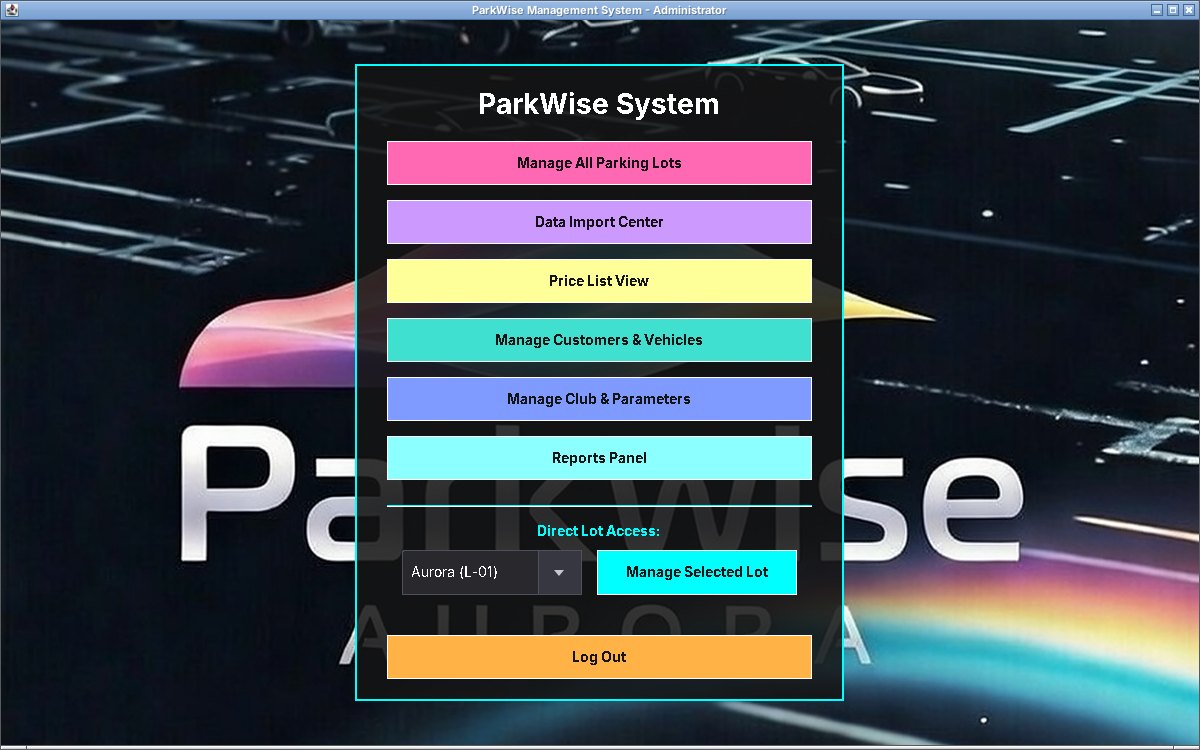 ParkWise Management System - Administrator
ParkWise System
Manage All Parking Lots
Data Import Center
Price List View
Manage Customers & Vehicles
Manage Club & Parameters
Reports Panel
Direct Lot Access:
Aurora (L-01)
Manage Selected Lot
Log Out
Parkwise
AURORA